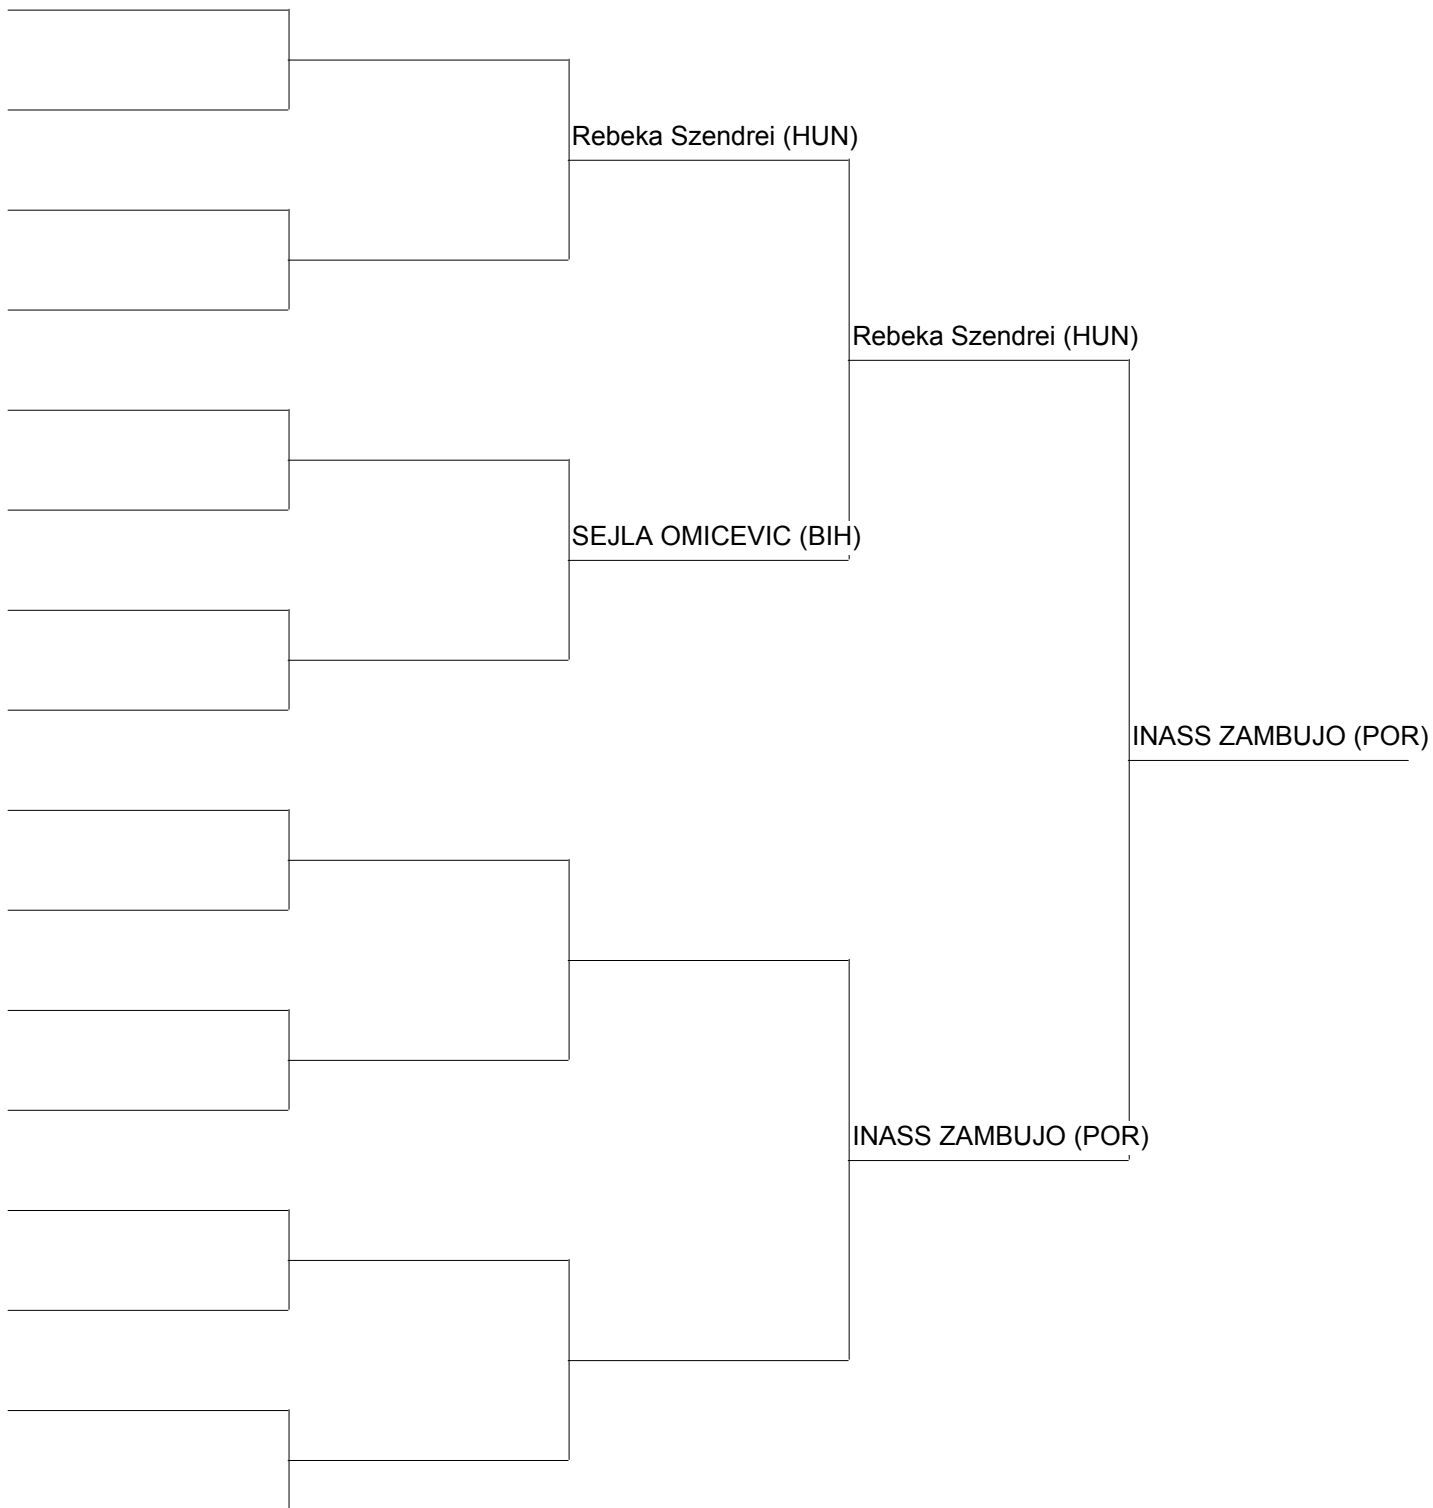 Rebeka Szendrei (HUN)
Rebeka Szendrei (HUN)
SEJLA OMICEVIC (BIH)
INASS ZAMBUJO (POR)
INASS ZAMBUJO (POR)